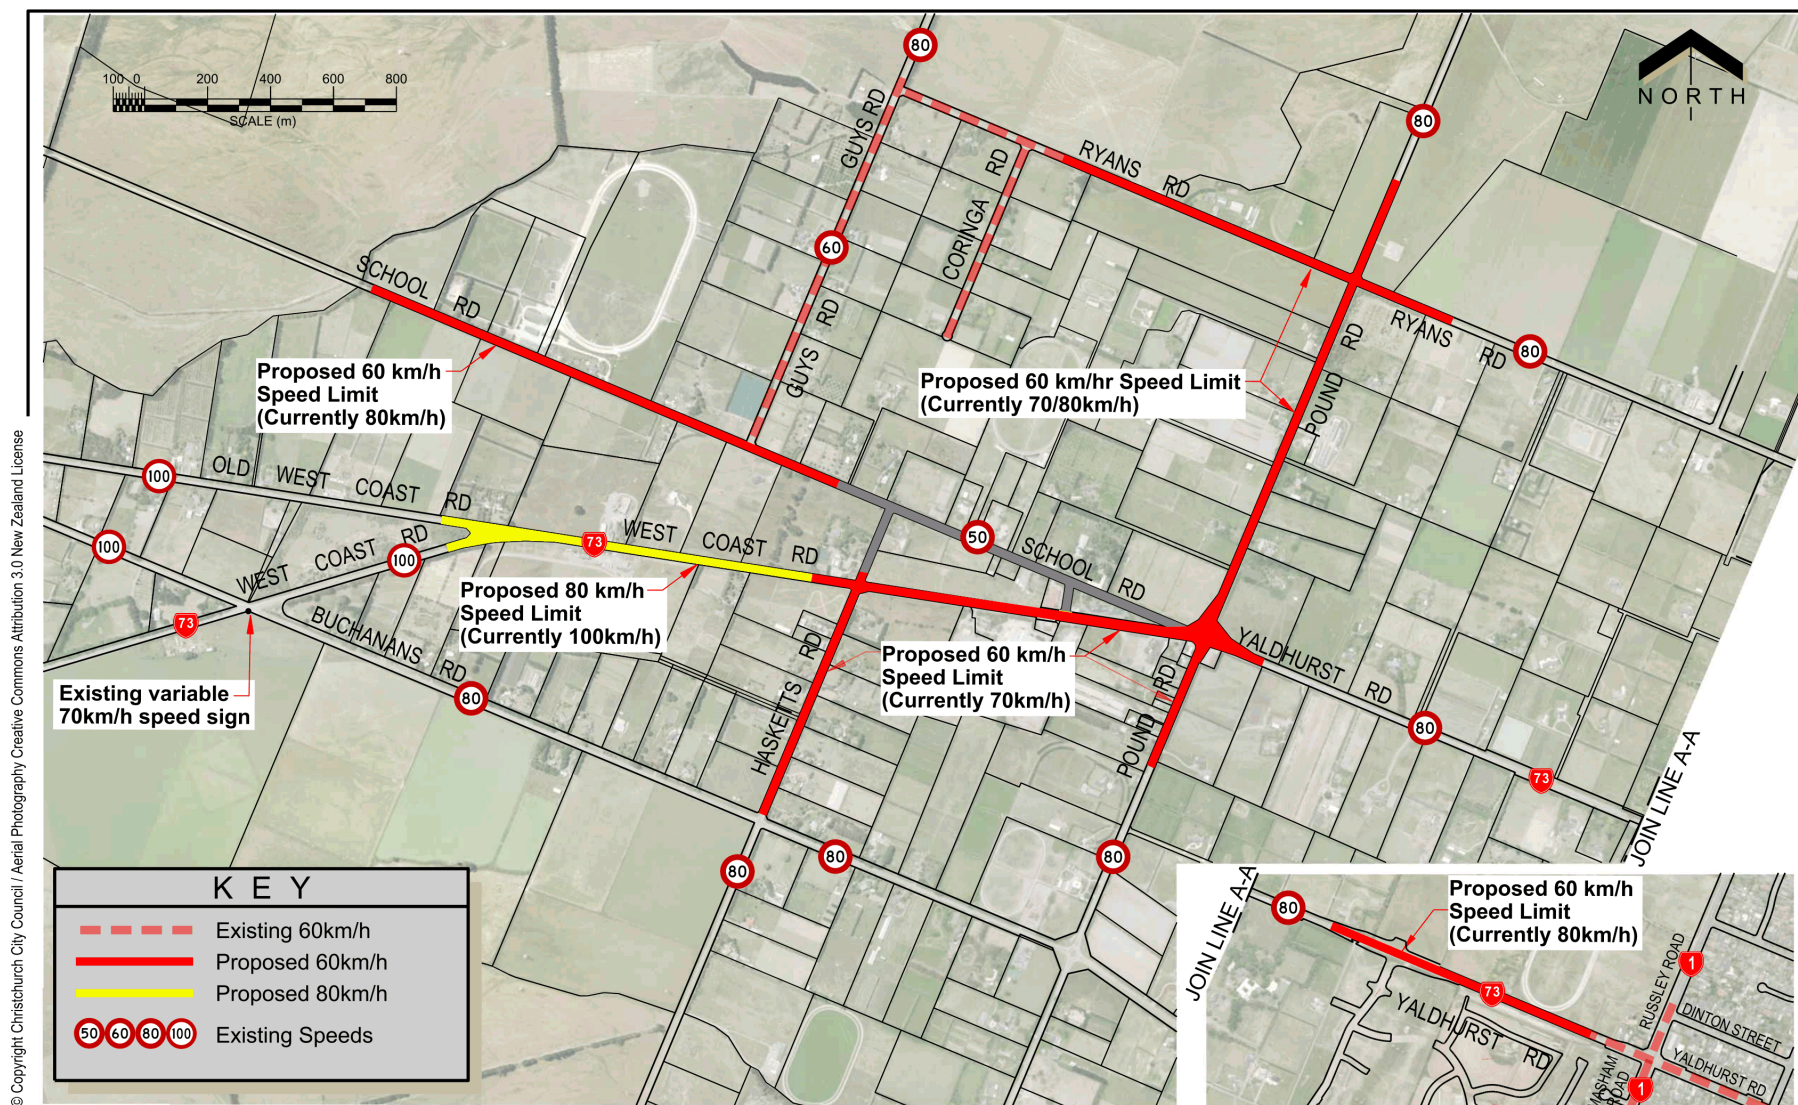 80
NORTH
100 0 200 400 600 800
SCALE (m)
80
GUYS RD
RYANS RD
CORINGA RD
60
SCHOOL RD
GUYS RD
RYANS RD
80
POUND RD
Proposed 60 km/h
Speed Limit
(Currently 80km/h)
Proposed 60 km/hr Speed Limit
(Currently 70/80km/h)
100
OLD WEST COAST RD
100
WEST COAST RD
100
73
WEST COAST RD
50
SCHOOL RD
Proposed 80 km/h
Speed Limit
(Currently 100km/h)
73
BUCHANANS RD
80
HASKETTS RD
Proposed 60 km/h
Speed Limit
(Currently 70km/h)
YALDHURST RD
POUND RD
80
73
Existing variable
70km/h speed sign
JOIN LINE A-A
80
80
80
KEY
Existing 60km/h
Proposed 60km/h
Proposed 80km/h
50 60 80 100 Existing Speeds
JOIN LINE A-A
80
Proposed 60 km/h
Speed Limit
(Currently 80km/h)
73
YALDHURST RD
RUSSLEY ROAD
1
DINTON STREET
YALDHURST RD
MASHAM
ROAD
1
© Copyright Christchurch City Council / Aerial Photography Creative Commons Attribution 3.0 New Zealand License